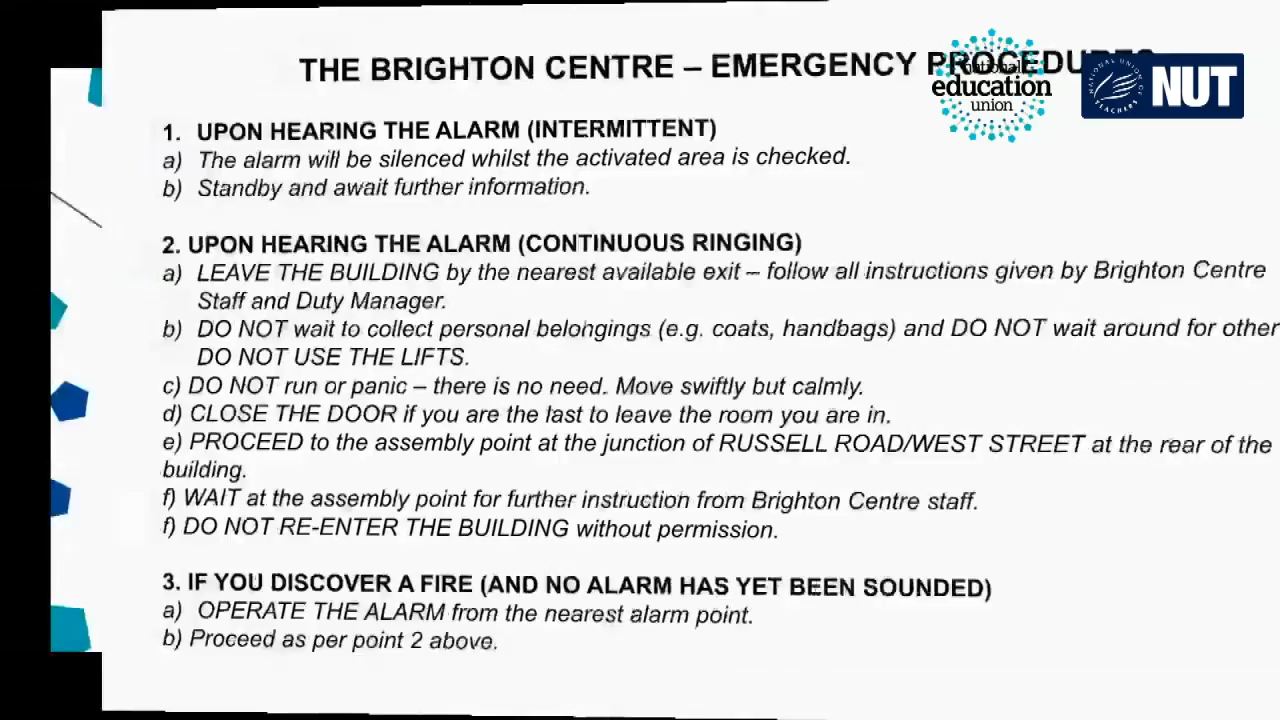 THE BRIGHTON CENTRE – EMERGENCY PROCEDURES
national
education
union
NATIONAL UNION OF TEACHERS
NUT
1. UPON HEARING THE ALARM (INTERMITTENT)
a) The alarm will be silenced whilst the activated area is checked.
b) Standby and await further information.
2. UPON HEARING THE ALARM (CONTINUOUS RINGING)
a) LEAVE THE BUILDING by the nearest available exit – follow all instructions given by Brighton Centre
Staff and Duty Manager.
b) DO NOT wait to collect personal belongings (e.g. coats, handbags) and DO NOT wait around for other
DO NOT USE THE LIFTS.
c) DO NOT run or panic – there is no need. Move swiftly but calmly.
d) CLOSE THE DOOR if you are the last to leave the room you are in.
e) PROCEED to the assembly point at the junction of RUSSELL ROAD/WEST STREET at the rear of the
building.
f) WAIT at the assembly point for further instruction from Brighton Centre staff.
f) DO NOT RE-ENTER THE BUILDING without permission.
3. IF YOU DISCOVER A FIRE (AND NO ALARM HAS YET BEEN SOUNDED)
a) OPERATE THE ALARM from the nearest alarm point.
b) Proceed as per point 2 above.